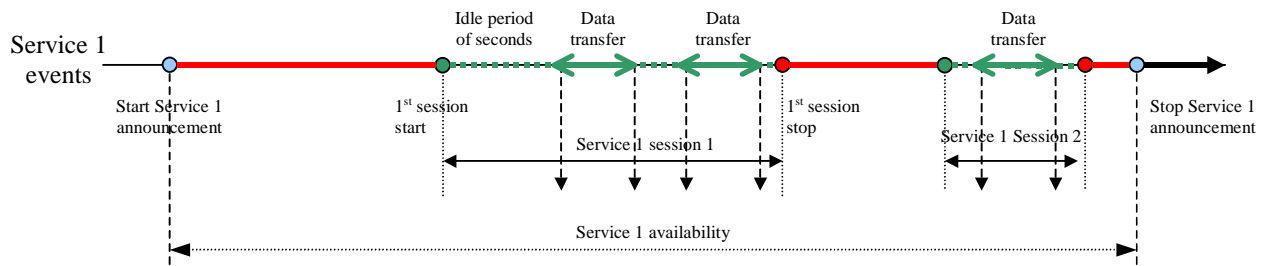 Idle period
of seconds
Data
transfer
Data
transfer
Data
transfer
Service 1
events
Start Service 1
announcement
1st session
start
1st session
stop
Stop Service 1
announcement
Service 1 session 1
Service 1 Session 2
Service 1 availability